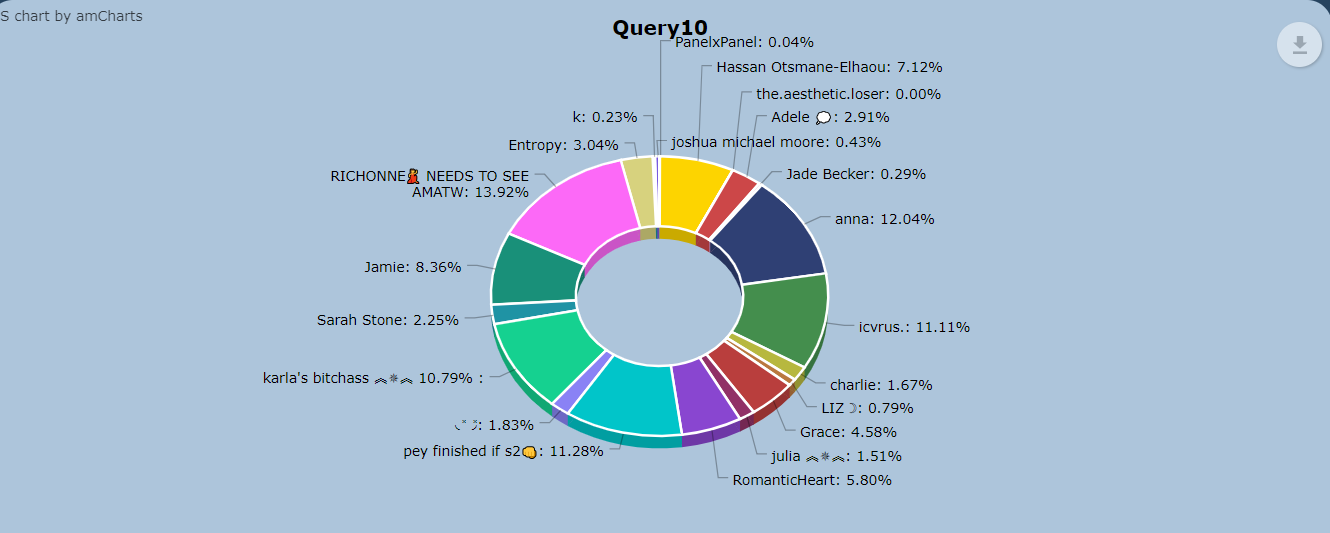 S chart by amCharts
Query10
PanelxPanel: 0.04%
Hassan Otsmane-Elhaou: 7.12%
the.aesthetic.loser: 0.00%
Adele 💭: 2.91%
joshua michael moore: 0.43%
Jade Becker: 0.29%
anna: 12.04%
icvrus.: 11.11%
charlie: 1.67%
LIZ☽: 0.79%
Grace: 4.58%
julia ︽✵︽: 1.51%
RomanticHeart: 5.80%
pey finished if s2👊: 11.28%
: 1.83%
karla's bitchass ︽✵︽ 10.79% :
Sarah Stone: 2.25%
Jamie: 8.36%
RICHONNE💃 NEEDS TO SEE
AMATW: 13.92%
Entropy: 3.04%
k: 0.23%